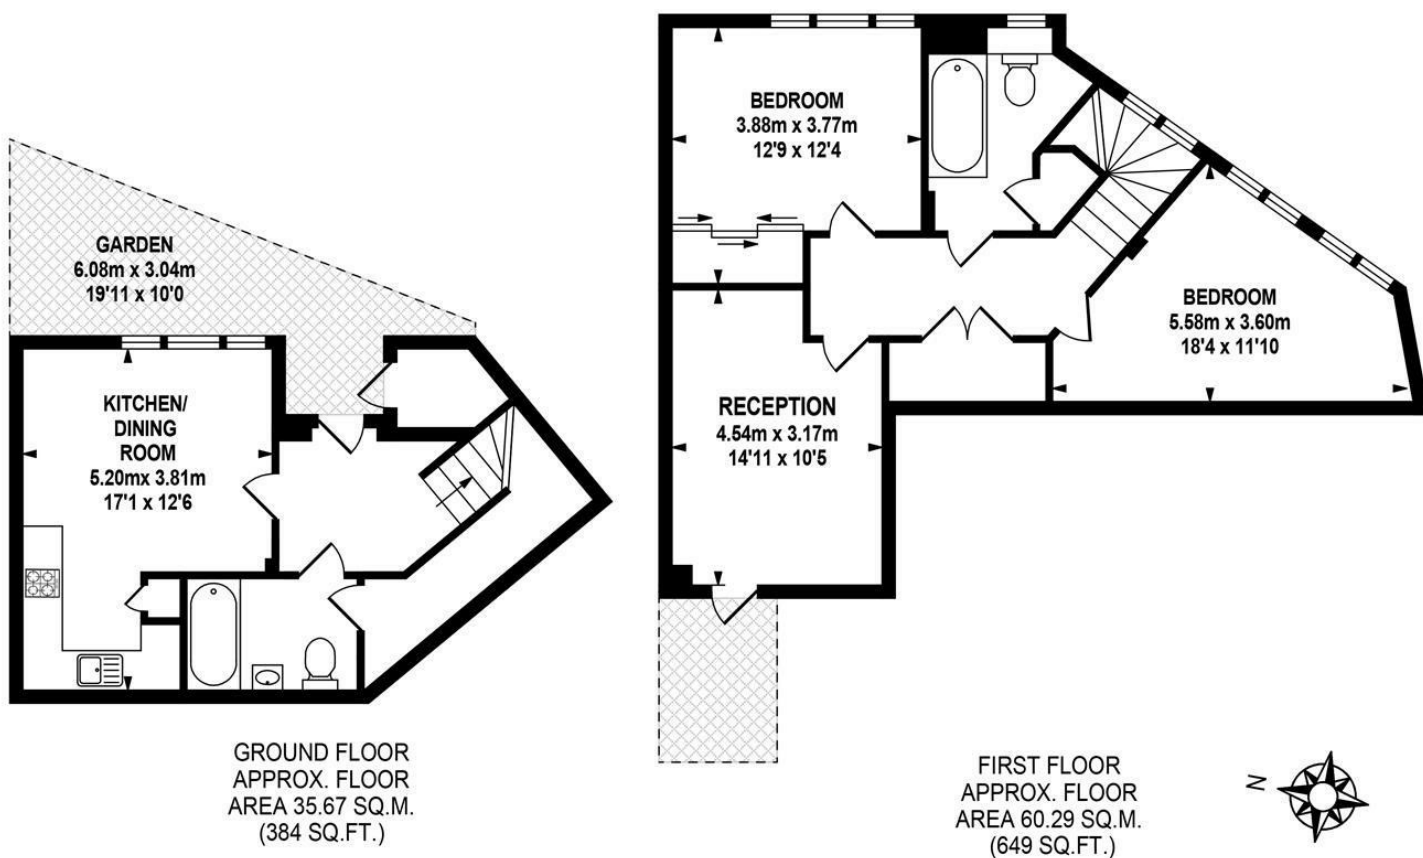 GARDEN
6.08m x 3.04m
19'11 x 10'0
KITCHEN/
DINING
ROOM
5.20mx 3.81m
17'1 x 12'6
GROUND FLOOR
APPROX. FLOOR
AREA 35.67 SQ.M.
(384 SQ.FT.)
BEDROOM
3.88m x 3.77m
12'9 x 12'4
BEDROOM
5.58m x 3.60m
18'4 x 11'10
RECEPTION
4.54m x 3.17m
14'11 x 10'5
FIRST FLOOR
APPROX. FLOOR
AREA 60.29 SQ.M.
(649 SQ.FT.)
N